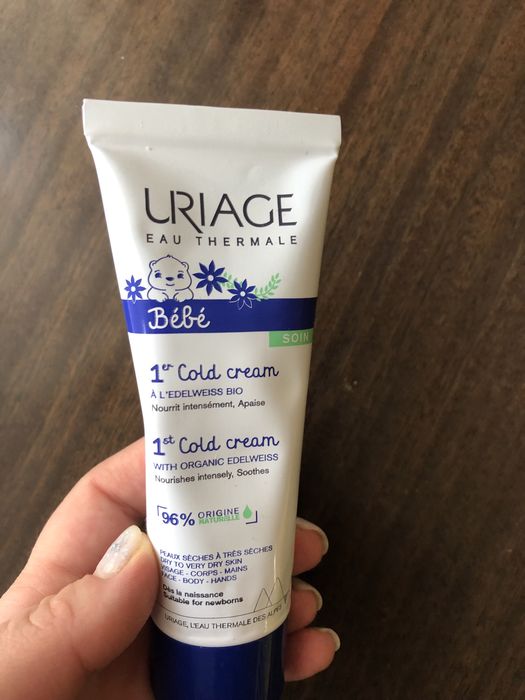 URIAGE
EAU THERMALE
Bébé
SOIN
1er Cold cream
À L'EDELWEISS BIO
Nourrit intensément, Apaise
1st Cold cream
WITH ORGANIC EDELWEISS
Nourishes intensely, Soothes
96% ORIGINE
NATURELLE
PEAUX SÈCHES À TRÈS SÈCHES
DRY TO VERY DRY SKIN
VISAGE - CORPS - MAINS
FACE - BODY - HANDS
Dès la naissance
Suitable for newborns
URIAGE, L'EAU THERMALE DES ALPES